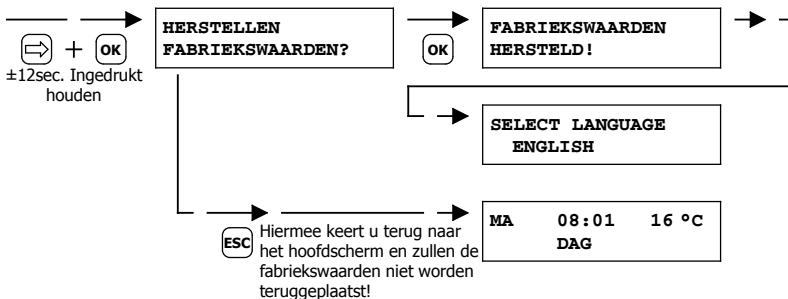 HERSTELLEN
FABRIEKSWAARDEN?
FABRIEKSWAARDEN
HERSTELD!
+ OK
OK
±12sec. Ingedrukt
houden
SELECT LANGUAGE
ENGLISH
ESC
Hiermee keert u terug naar
het hoofdscherm en zullen de
fabriekswaarden niet worden
teruggeplaatst!
MA 08:01 16 °C
DAG